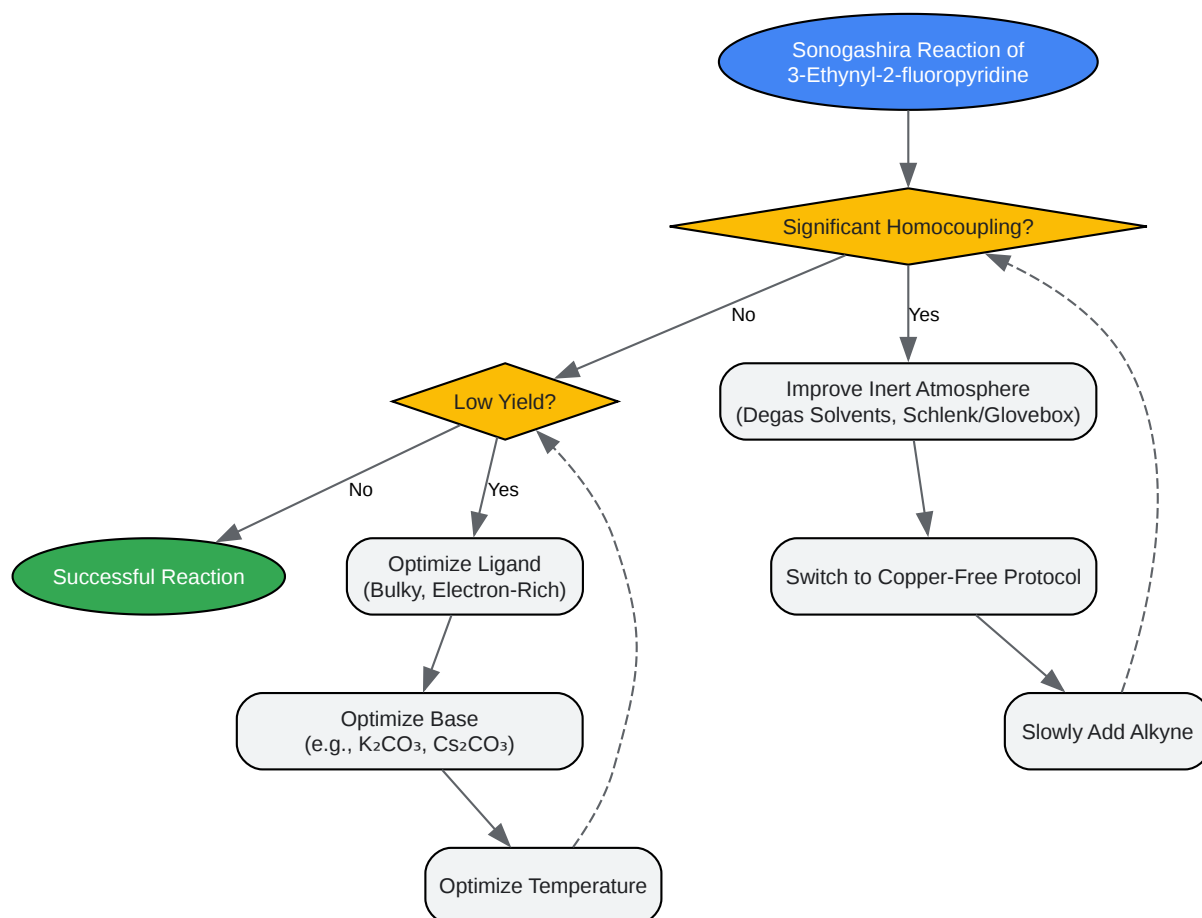 Sonogashira Reaction of
3-Ethynyl-2-fluoropyridine
Significant Homocoupling?
No
Yes
Low Yield?
Improve Inert Atmosphere
(Degas Solvents, Schlenk/Glovebox)
No
Yes
Successful Reaction
Optimize Ligand
(Bulky, Electron-Rich)
Switch to Copper-Free Protocol
Optimize Base
(e.g., K₂CO₃, Cs₂CO₃)
Slowly Add Alkyne
Optimize Temperature